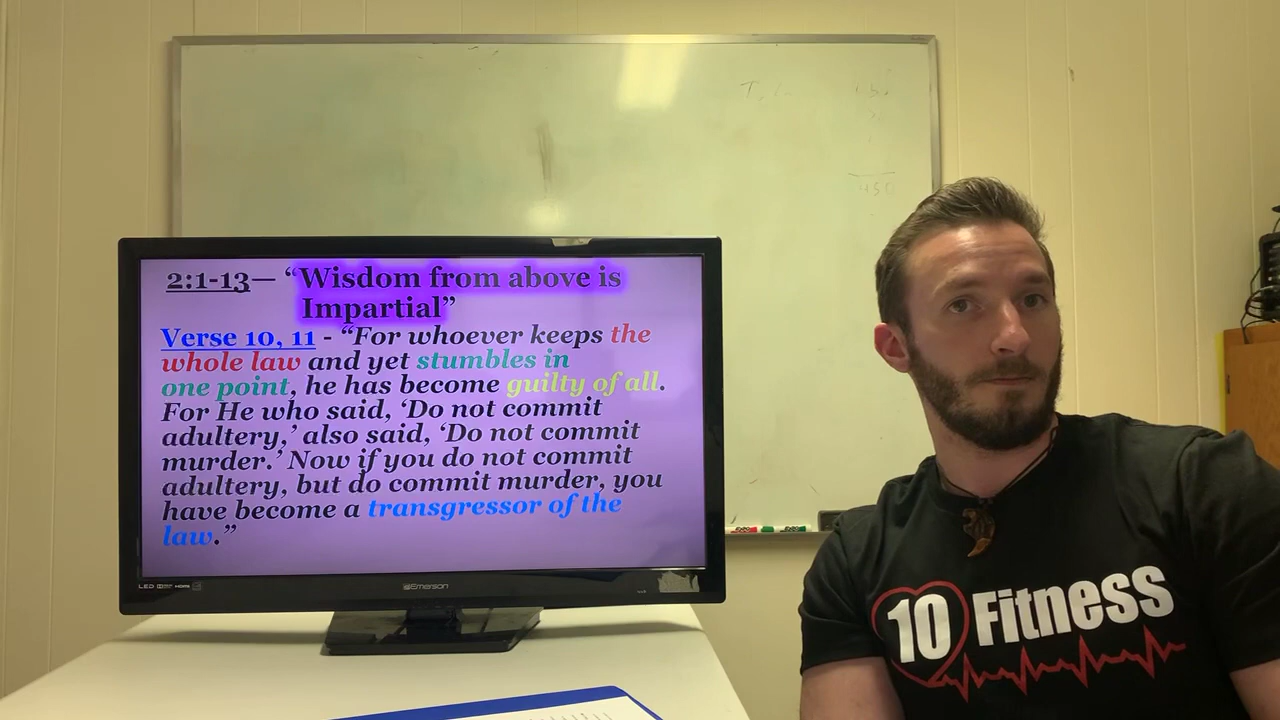 2:1-13— “Wisdom from above is
Impartial”
Verse 10, 11 - “For whoever keeps the
whole law and yet stumbles in
one point, he has become guilty of all.
For He who said, ‘Do not commit
adultery,’ also said, ‘Do not commit
murder.’ Now if you do not commit
adultery, but do commit murder, you
have become a transgressor of the
law.”
LED
HDMI
Emerson
10 Fitness